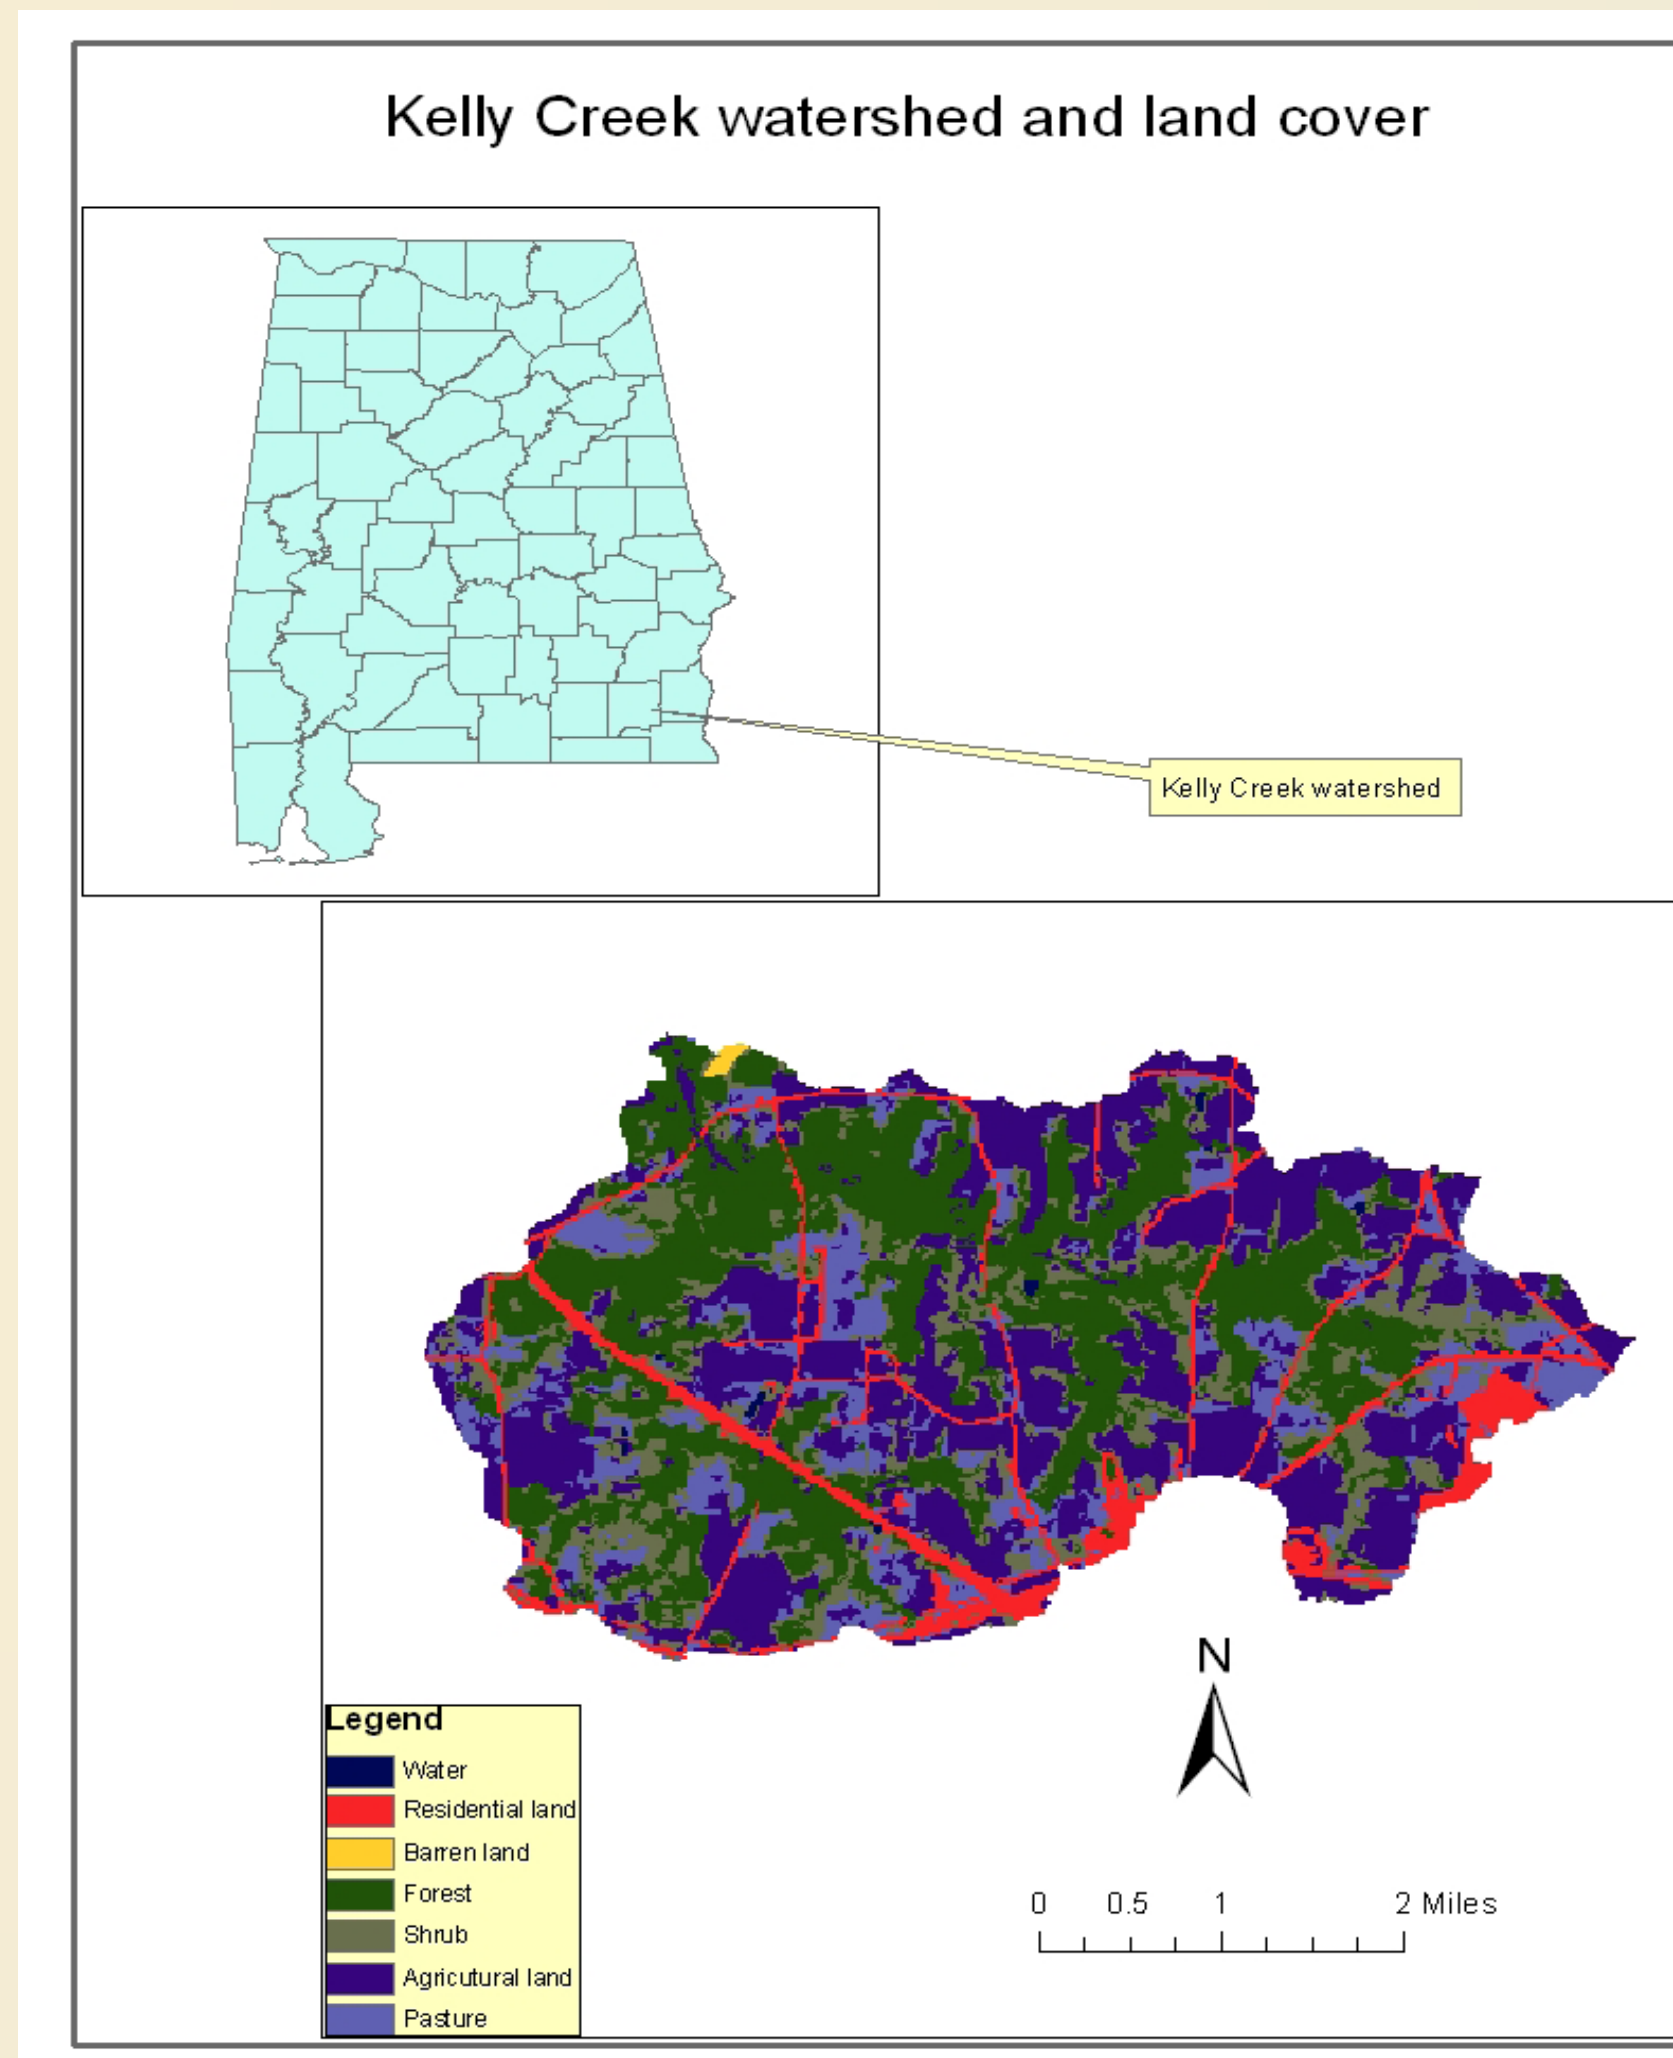 Kelly Creek watershed and land cover
Kelly Creek watershed
N
Legend
Water
Residential land
Barren land
Forest
Shrub
Agricutural land
Pasture
0 0.5 1 2 Miles